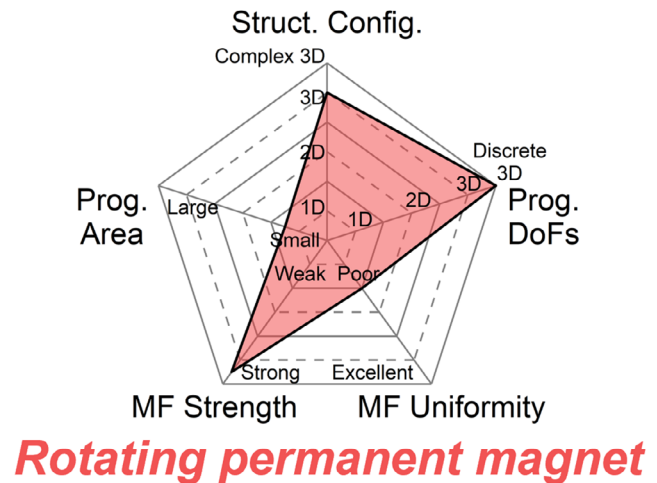 Struct. Config.
Complex 3D
3D
Discrete
3D
3D
2D
2D
Prog.
Area
Large
1D
1D
Prog.
DoFs
Small
Weak
Poor
Strong
Excellent
MF Strength
MF Uniformity
Rotating permanent magnet